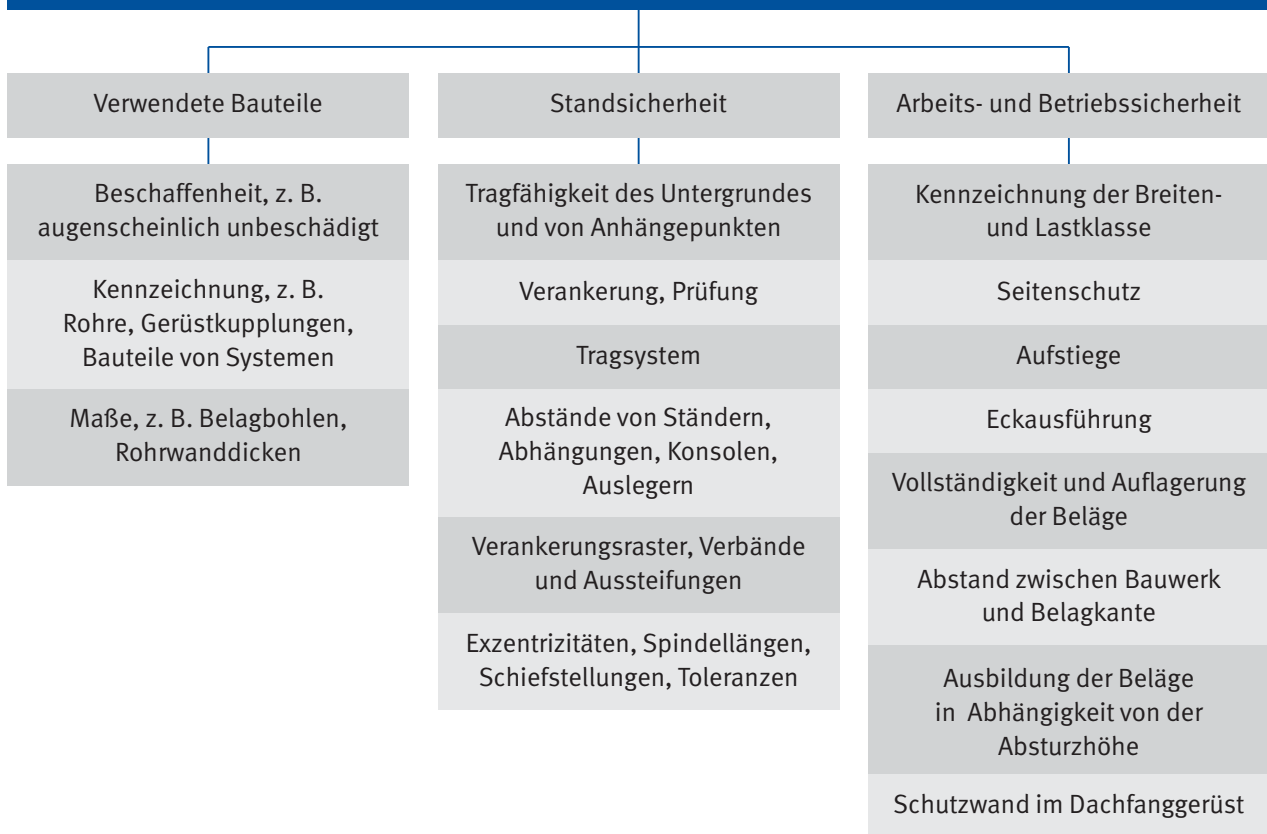 Verwendete Bauteile
Beschaffenheit, z. B.
augenscheinlich unbeschädigt
Kennzeichnung, z. B.
Rohre, Gerüstkupplungen,
Bauteile von Systemen
Maße, z. B. Belagbohlen,
Rohrwanddicken
Standsicherheit
Tragfähigkeit des Untergrundes
und von Anhängepunkten
Verankerung, Prüfung
Tragsystem
Abstände von Ständern,
Abhängungen, Konsolen,
Auslegern
Verankerungsraster, Verbände
und Aussteifungen
Exzentrizitäten, Spindellängen,
Schiefstellungen, Toleranzen
Arbeits- und Betriebssicherheit
Kennzeichnung der Breiten-
und Lastklasse
Seitenschutz
Aufstiege
Eckausführung
Vollständigkeit und Auflagerung
der Beläge
Abstand zwischen Bauwerk
und Belagkante
Ausbildung der Beläge
in Abhängigkeit von der
Absturzhöhe
Schutzwand im Dachfanggerüst